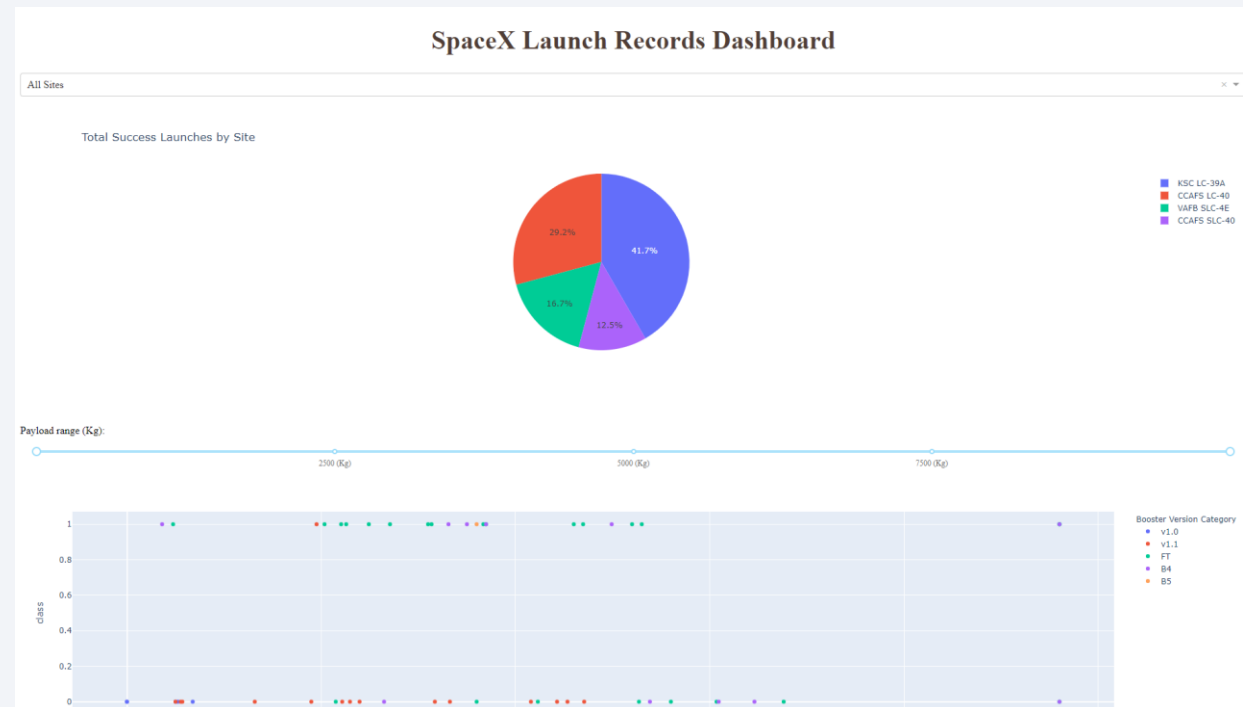 SpaceX Launch Records Dashboard
All Sites
×
Total Success Launches by Site
KSC LC-39A
CCAFS LC-40
VAFB SLC-4E
CCAFS SLC-40
29.2%
41.7%
16.7%
12.5%
Payload range (Kg):
2500 (Kg) 5000 (Kg) 7500 (Kg)
Booster Version Category
v1.0
v1.1
FT
B4
B5
class
1
0.8
0.6
0.4
0.2
0